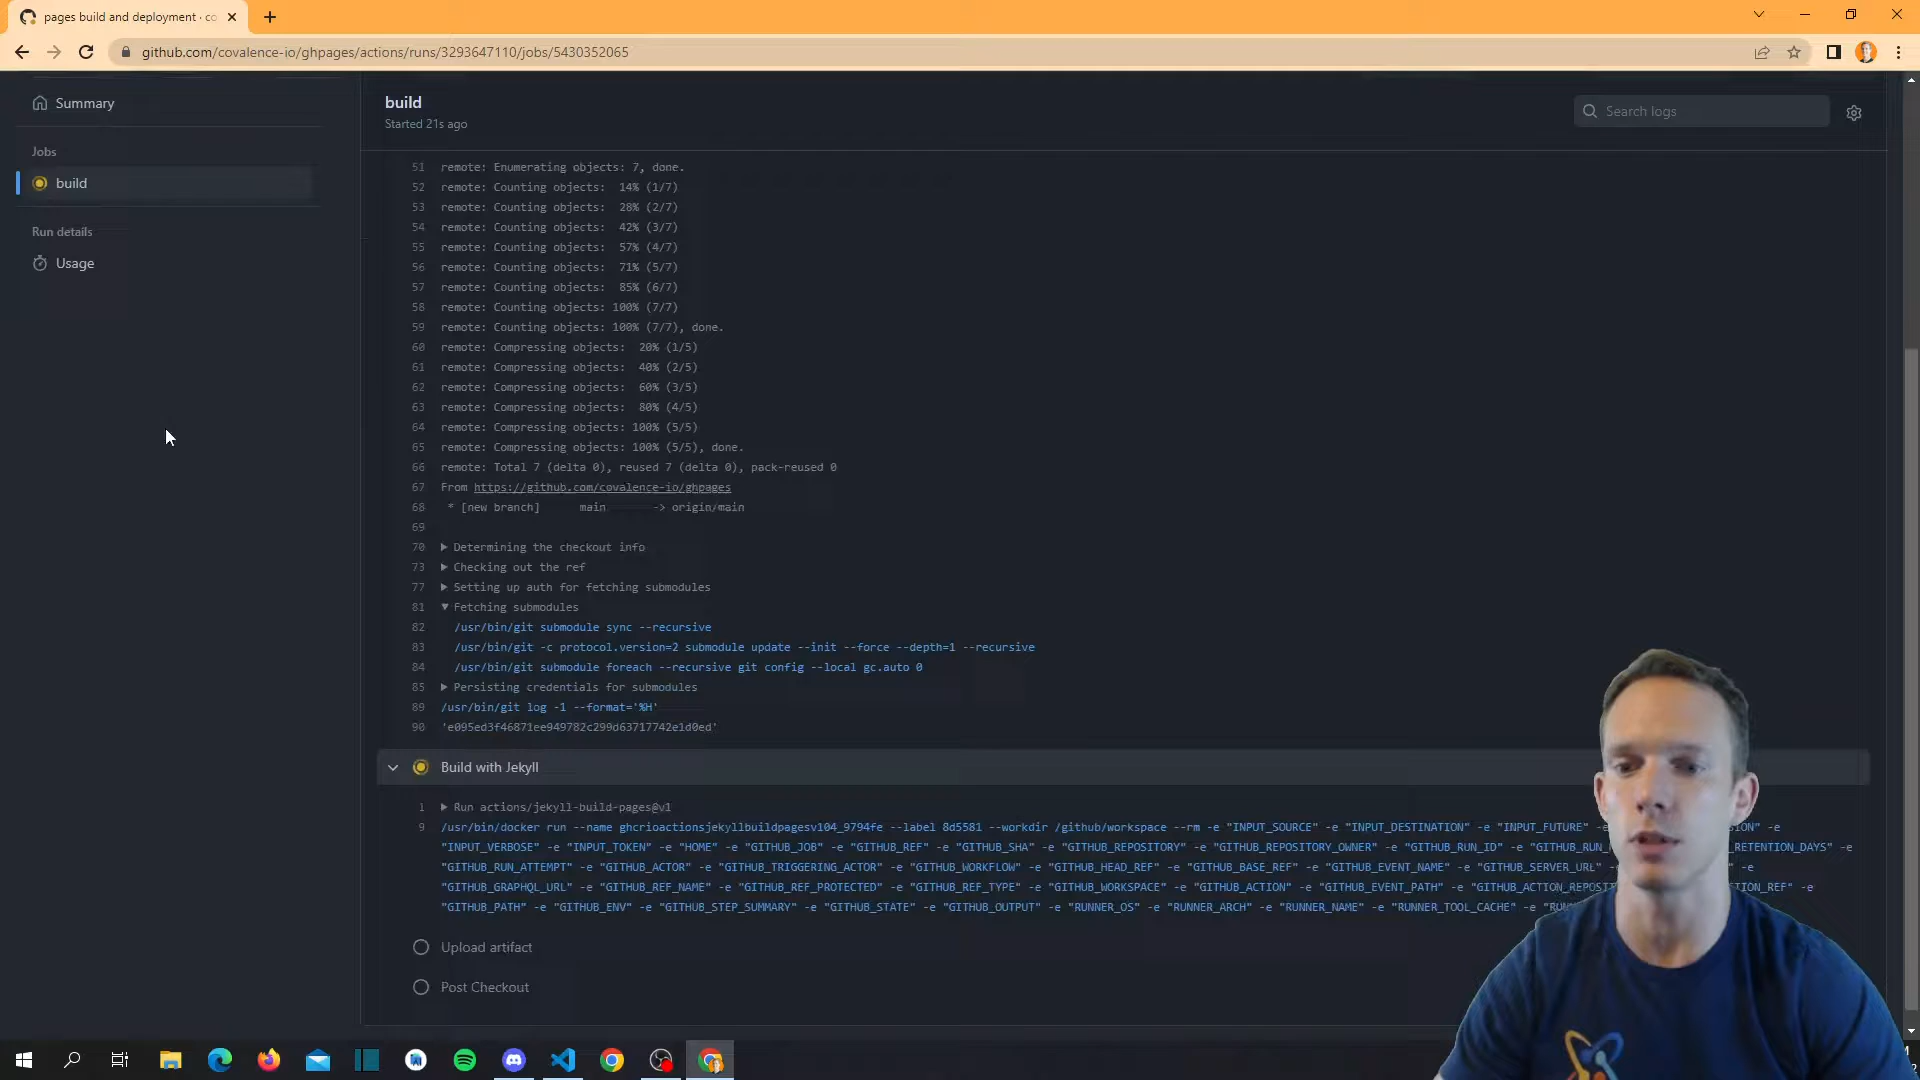 pages build and deployment · co
github.com/covalence-io/ghpages/actions/runs/3293647110/jobs/5430352065
Summary
Jobs
build
Run details
Usage
build
Started 21s ago
Search logs
51 remote: Enumerating objects: 7, done.
52 remote: Counting objects: 14% (1/7)
53 remote: Counting objects: 28% (2/7)
54 remote: Counting objects: 42% (3/7)
55 remote: Counting objects: 57% (4/7)
56 remote: Counting objects: 71% (5/7)
57 remote: Counting objects: 85% (6/7)
58 remote: Counting objects: 100% (7/7)
59 remote: Counting objects: 100% (7/7), done.
60 remote: Compressing objects: 20% (1/5)
61 remote: Compressing objects: 40% (2/5)
62 remote: Compressing objects: 60% (3/5)
63 remote: Compressing objects: 80% (4/5)
64 remote: Compressing objects: 100% (5/5)
65 remote: Compressing objects: 100% (5/5), done.
66 remote: Total 7 (delta 0), reused 7 (delta 0), pack-reused 0
67 From https://github.com/covalence-io/ghpages
68 * [new branch] main -> origin/main
69
70 Determining the checkout info
73 Checking out the ref
77 Setting up auth for fetching submodules
81 Fetching submodules
82 /usr/bin/git submodule sync --recursive
83 /usr/bin/git -c protocol.version=2 submodule update --init --force --depth=1 --recursive
84 /usr/bin/git submodule foreach --recursive git config --local gc.auto 0
85 Persisting credentials for submodules
89 /usr/bin/git log -1 --format='%H'
90 'e095ed3f46871ee949782c299d63717742e1d0ed'
Build with Jekyll
1 Run actions/jekyll-build-pages@v1
9 /usr/bin/docker run --name ghcrioactionsjekyllbuildpagesv104_9794fe --label 8d5581 --workdir /github/workspace --rm -e "INPUT_SOURCE" -e "INPUT_DESTINATION" -e "INPUT_FUTURE" -e
"INPUT_VERBOSE" -e "INPUT_TOKEN" -e "HOME" -e "GITHUB_JOB" -e "GITHUB_REF" -e "GITHUB_SHA" -e "GITHUB_REPOSITORY" -e "GITHUB_REPOSITORY_OWNER" -e "GITHUB_RUN_ID" -e "GITHUB_RUN_ RETENTION_DAYS" -e
"GITHUB_RUN_ATTEMPT" -e "GITHUB_ACTOR" -e "GITHUB_TRIGGERING_ACTOR" -e "GITHUB_WORKFLOW" -e "GITHUB_HEAD_REF" -e "GITHUB_BASE_REF" -e "GITHUB_EVENT_NAME" -e "GITHUB_SERVER_URL" -e
"GITHUB_GRAPHQL_URL" -e "GITHUB_REF_NAME" -e "GITHUB_REF_PROTECTED" -e "GITHUB_REF_TYPE" -e "GITHUB_WORKSPACE" -e "GITHUB_ACTION" -e "GITHUB_EVENT_PATH" -e "GITHUB_ACTION_REPOSIT TION_REF" -e
"GITHUB_PATH" -e "GITHUB_ENV" -e "GITHUB_STEP_SUMMARY" -e "GITHUB_STATE" -e "GITHUB_OUTPUT" -e "RUNNER_OS" -e "RUNNER_ARCH" -e "RUNNER_NAME" -e "RUNNER_TOOL_CACHE" -e
Upload artifact
Post Checkout